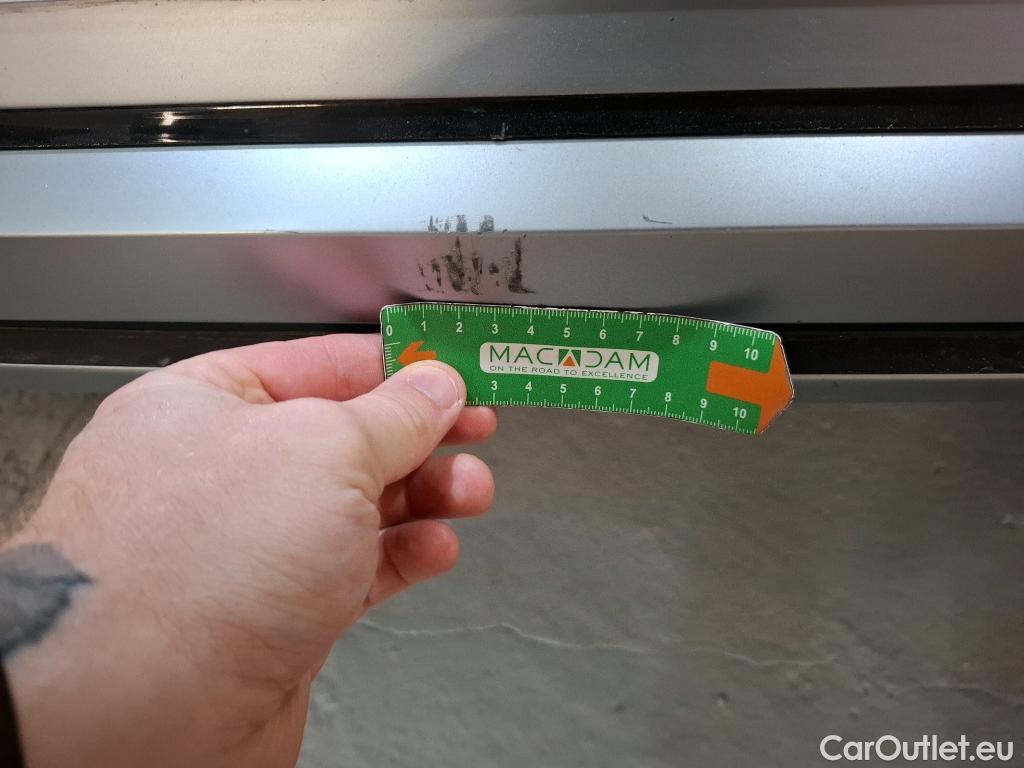 0 1 2 3 4 5 6 7 8 9 10
MACADAM
ON THE ROAD TO EXCELLENCE
3 4 5 6 7 8 9 10
CarOutlet.eu